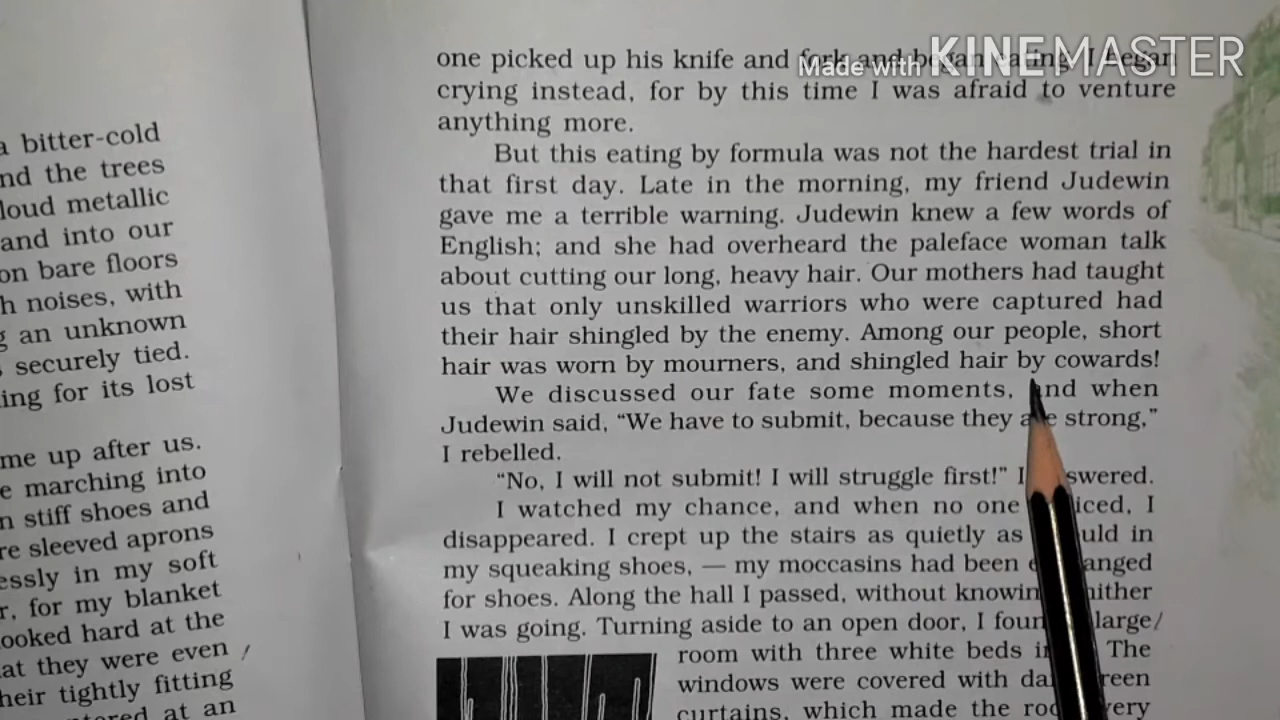 a bitter-cold
nd the trees
loud metallic
and into our
on bare floors
h noises, with
g an unknown
securely tied.
ing for its lost
me up after us.
e marching into
n stiff shoes and
re sleeved aprons
essly in my soft
r, for my blanket
ooked hard at the
at they were even
heir tightly fitting
at an
Made with KINEMASTER
one picked up his knife and fork and began eating, I began
crying instead, for by this time I was afraid to venture
anything more.
But this eating by formula was not the hardest trial in
that first day. Late in the morning, my friend Judewin
gave me a terrible warning. Judewin knew a few words of
English; and she had overheard the paleface woman talk
about cutting our long, heavy hair. Our mothers had taught
us that only unskilled warriors who were captured had
their hair shingled by the enemy. Among our people, short
hair was worn by mourners, and shingled hair by cowards!
We discussed our fate some moments, and when
Judewin said, “We have to submit, because they are strong,”
I rebelled.
“No, I will not submit! I will struggle first!” I swered.
I watched my chance, and when no one iced, I
disappeared. I crept up the stairs as quietly as uld in
my squeaking shoes, — my moccasins had been anged
for shoes. Along the hall I passed, without knowin hither
I was going. Turning aside to an open door, I foun large
room with three white beds in The
windows were covered with da reen
curtains, which made the roo very